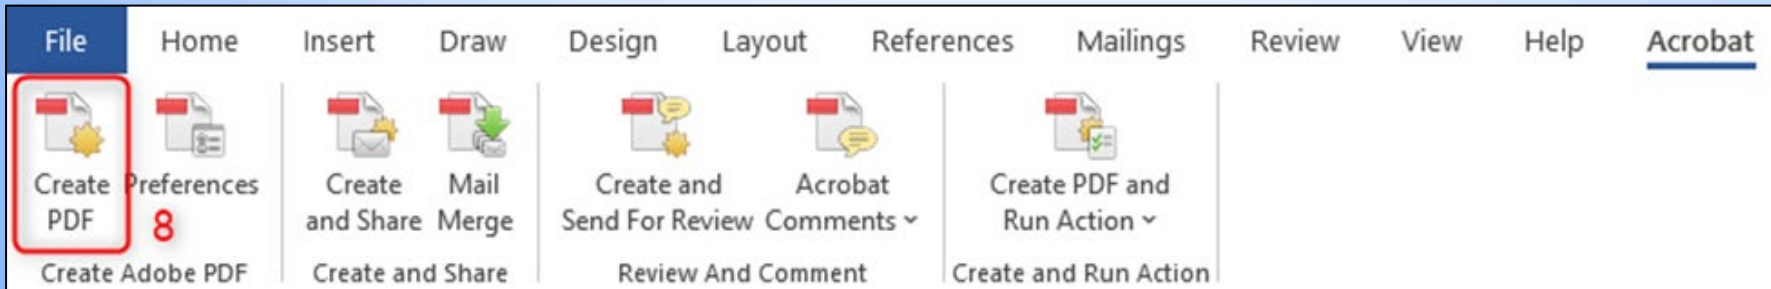 File Home Insert Draw Design Layout References Mailings Review View Help Acrobat
Create Preferences Create Mail Create and Acrobat Create PDF and
PDF 8 and Share Merge Send For Review Comments Run Action
Create Adobe PDF Create and Share Review And Comment Create and Run Action